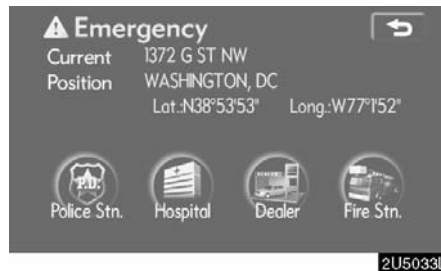 Emergency
Current 1372 G ST NW
Position WASHINGTON, DC
Lat.:N38°53'53" Long.:W77°1'52"
P.D.
Police Stn. Hospital Dealer Fire Stn.
2U5033